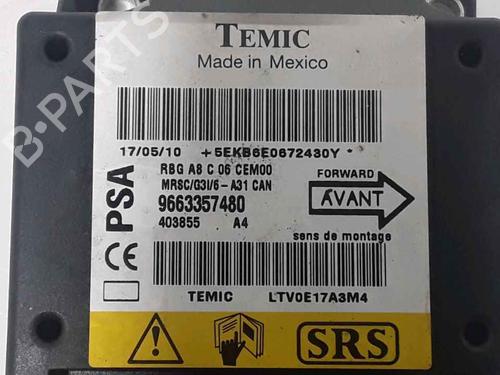 TEMIC
Made in Mexico
17/05/10 +5EKB6E0672430Y *
PSA
RBG A8 C 06 CEM00
MRSC/G3I/6- A31 CAN
9663357480
403855 A4
FORWARD
AVANT
sens de montage
CE
TEMIC LTV0E17A3M4
SRS
B-PARTS